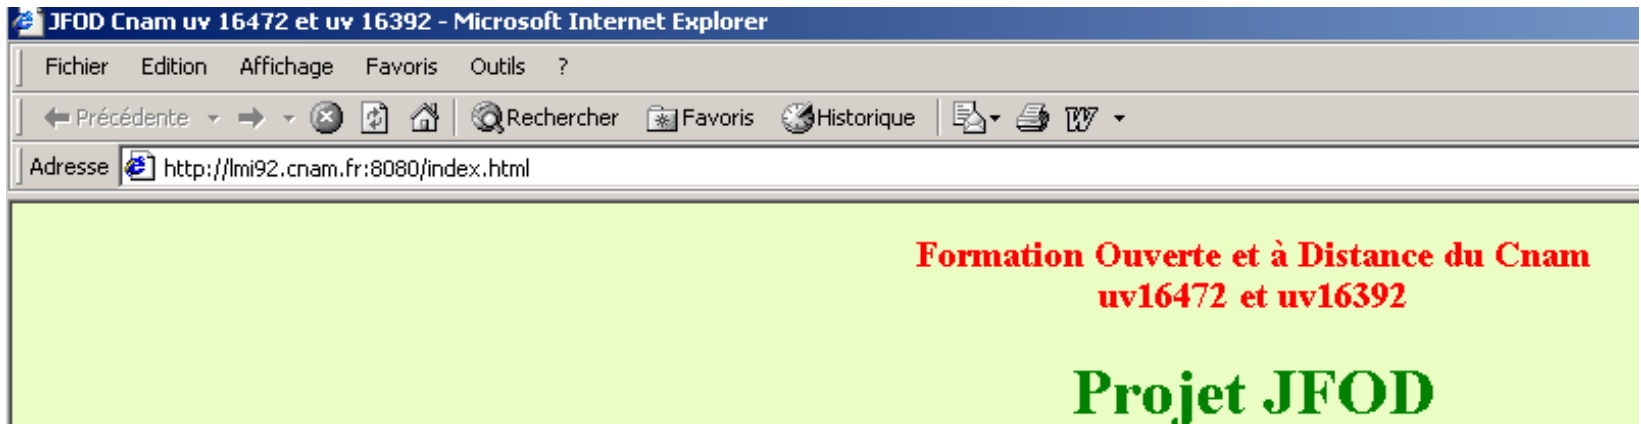 JFOD Cnam uv 16472 et uv 16392 - Microsoft Internet Explorer
Fichier Edition Affichage Favoris Outils ?
Précédente Rechercher Favoris Historique
Adresse http://lmi92.cnam.fr:8080/index.html
Formation Ouverte et à Distance du Cnam
uv16472 et uv16392
Projet JFOD